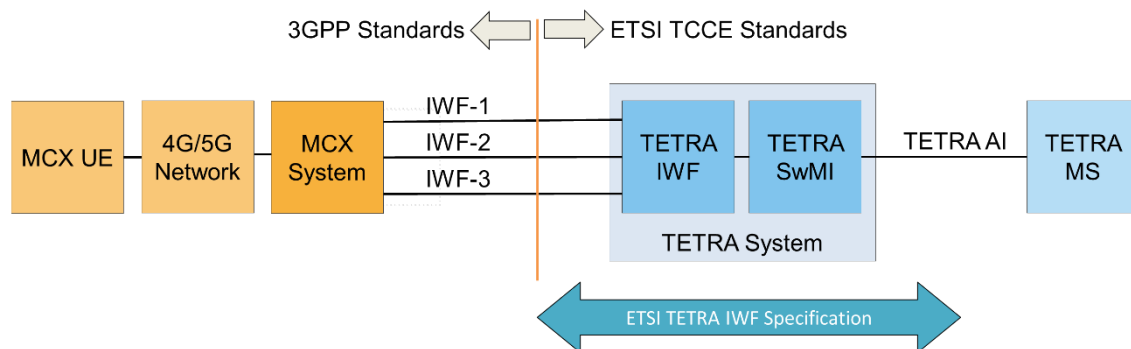 3GPP Standards
ETSI TCCE Standards
MCX UE
4G/5G
Network
MCX
System
IWF-1
IWF-2
IWF-3
TETRA
IWF
TETRA
SwMI
TETRA System
TETRA AI
TETRA
MS
ETSI TETRA IWF Specification